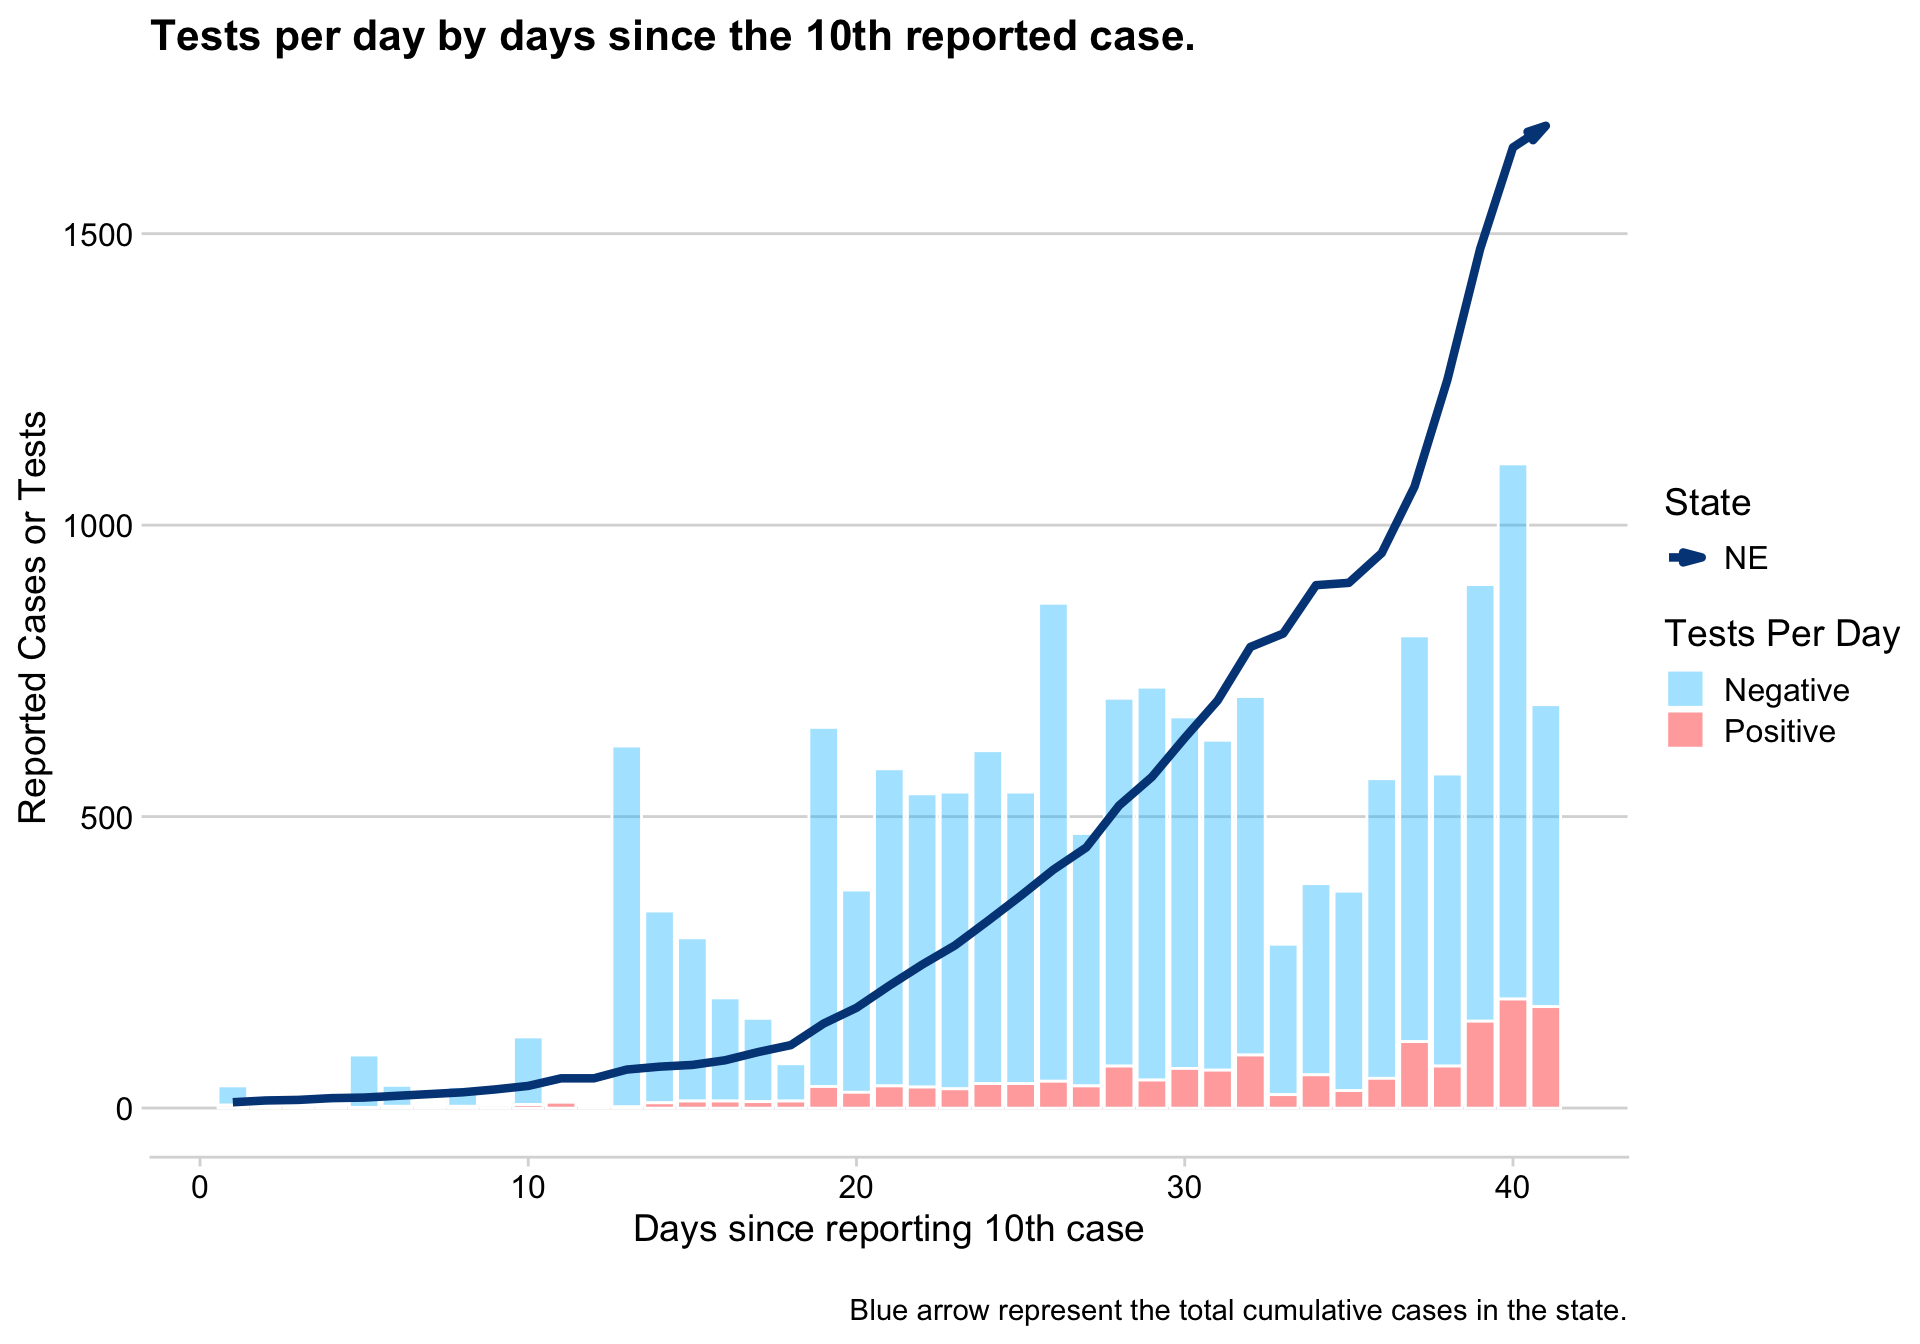 Tests per day by days since the 10th reported case.
Reported Cases or Tests
1500
1000
500
0
0 10 20 30 40
Days since reporting 10th case
State
NE
Tests Per Day
Negative
Positive
Blue arrow represent the total cumulative cases in the state.